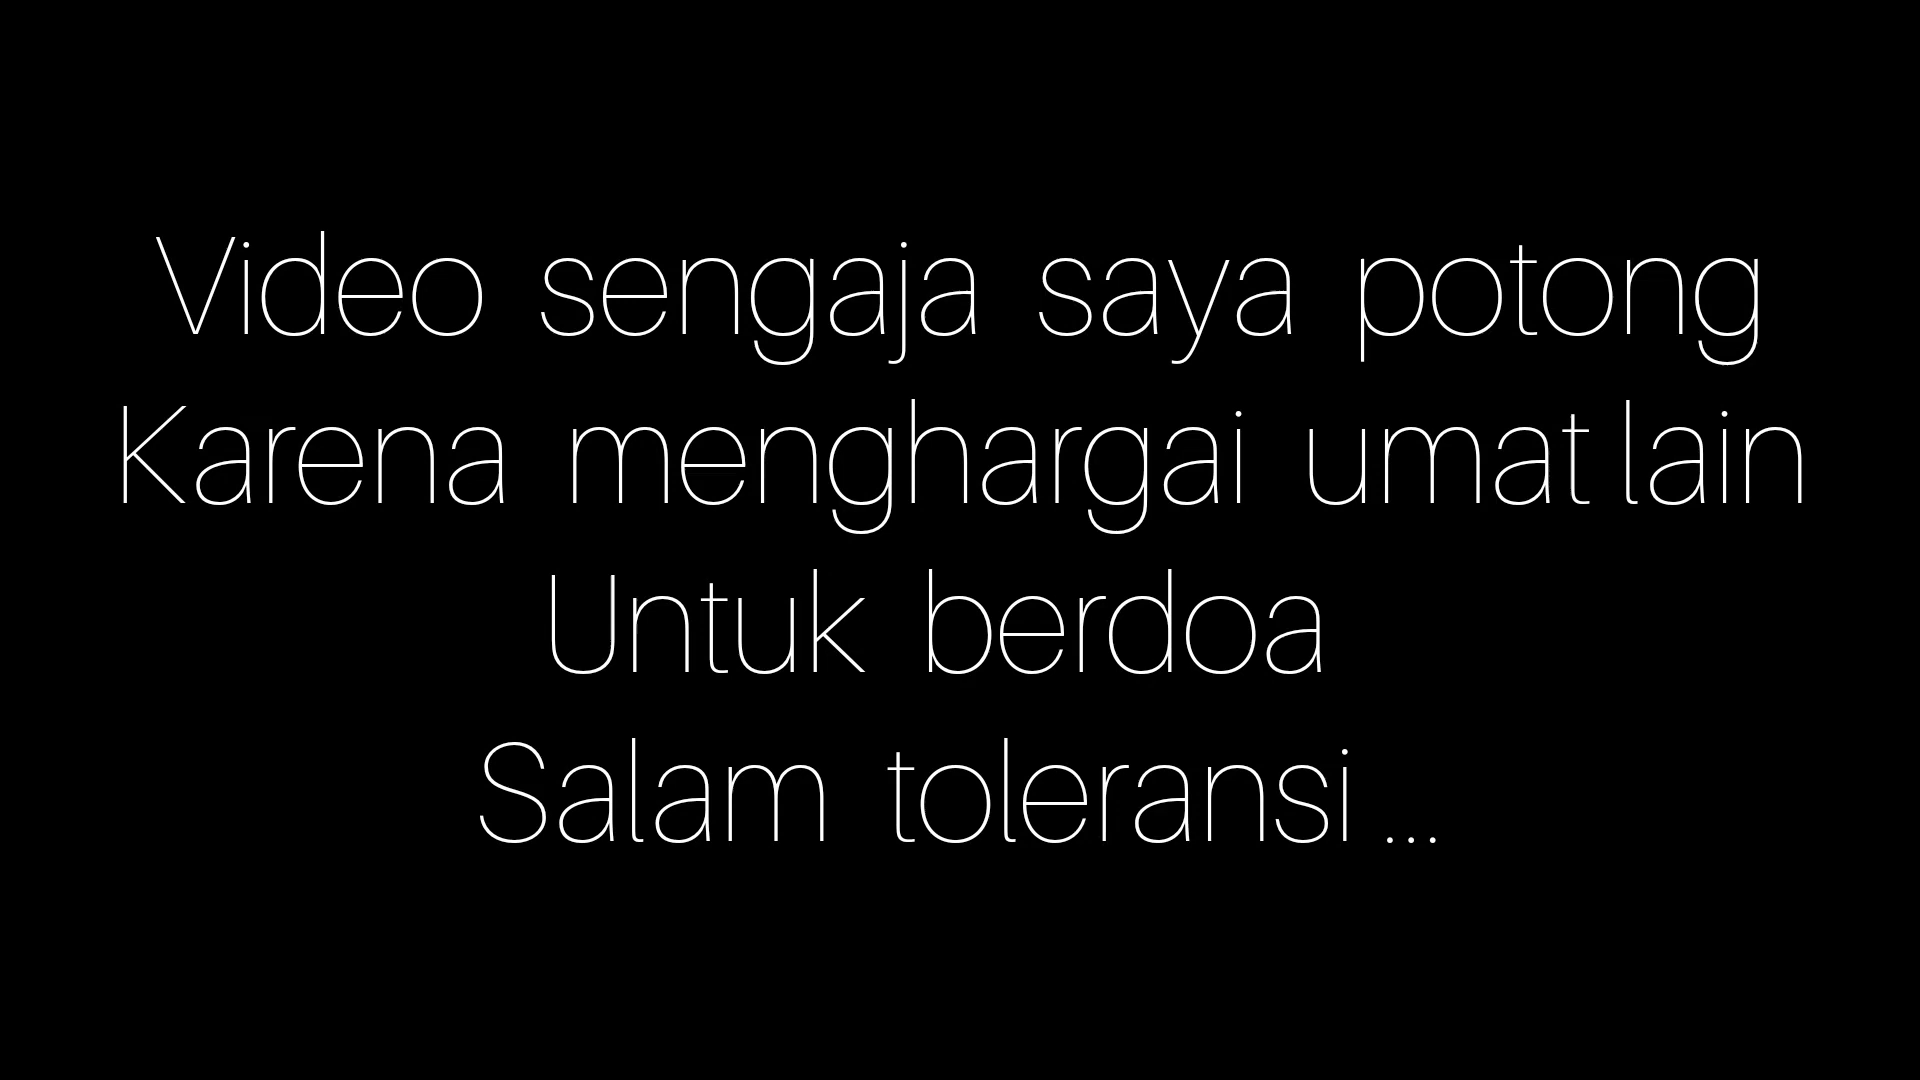 Video sengaja saya potong
Karena menghargai umat lain
Untuk berdoa
Salam toleransi ...